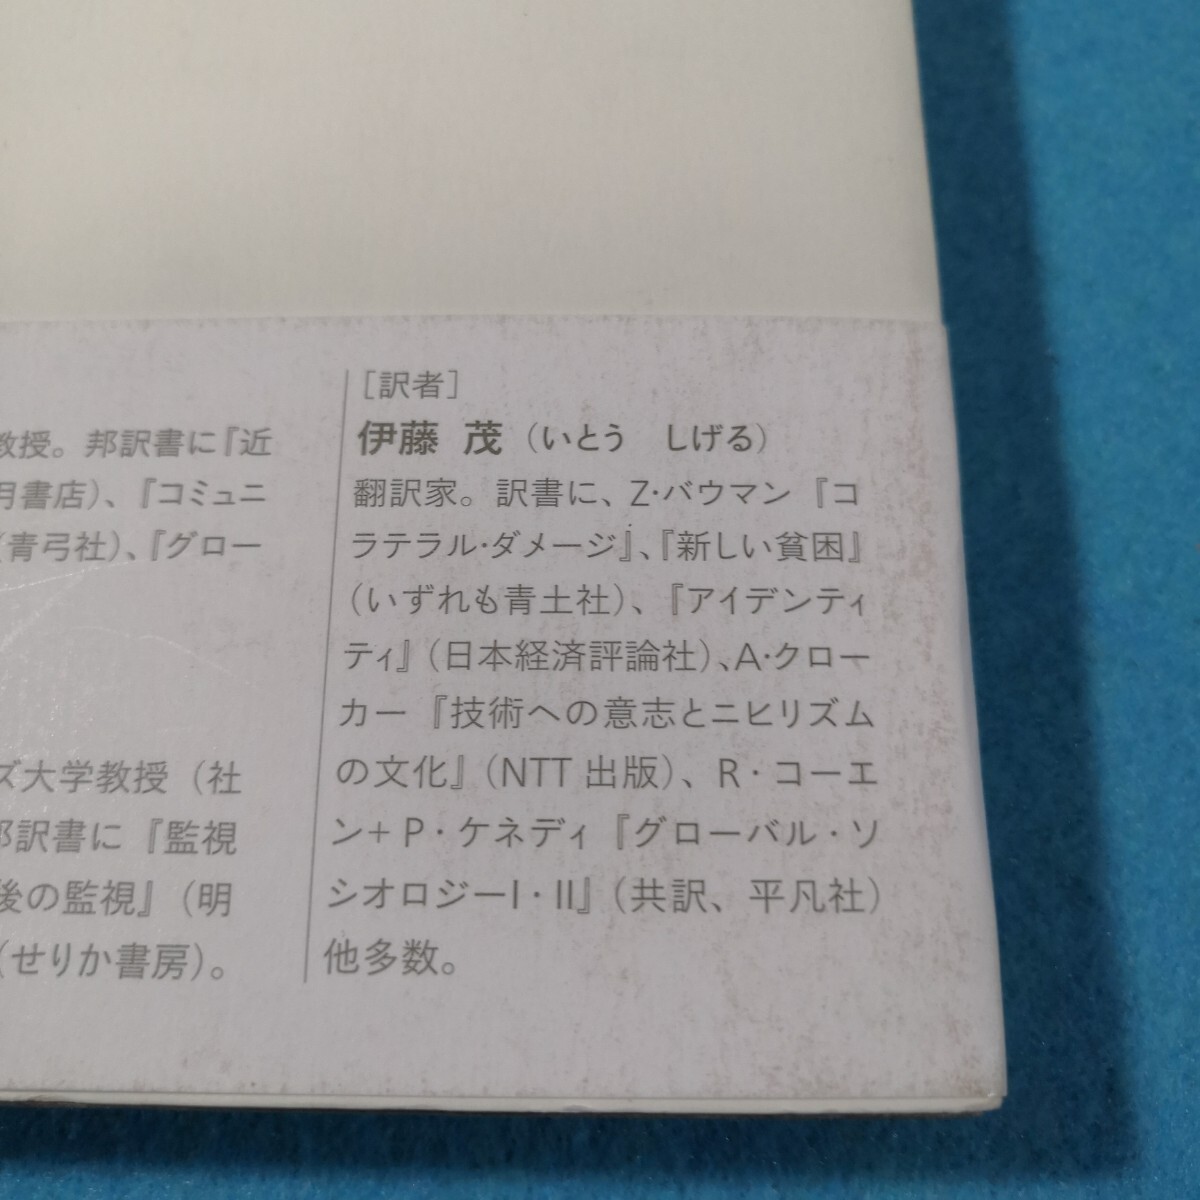 教授。邦訳書に『近
月書店)、『コミュニ
(青弓社)、『グロー
ズ大学教授（社
邦訳書に『監視
後の監視』（明
(せりか書房)。
［訳者］
伊藤 茂（いとう しげる）
翻訳家。訳書に、Z・バウマン『コ
ラテラル・ダメージ』、『新しい貧困』
（いずれも青土社）、『アイデンティ
ティ』（日本経済評論社）、A・クロー
カー『技術への意志とニヒリズム
の文化』（NTT 出版）、R・コーエ
ン+ P・ケネディ『グローバル・ソ
シオロジーI・II』（共訳、平凡社）
他多数。